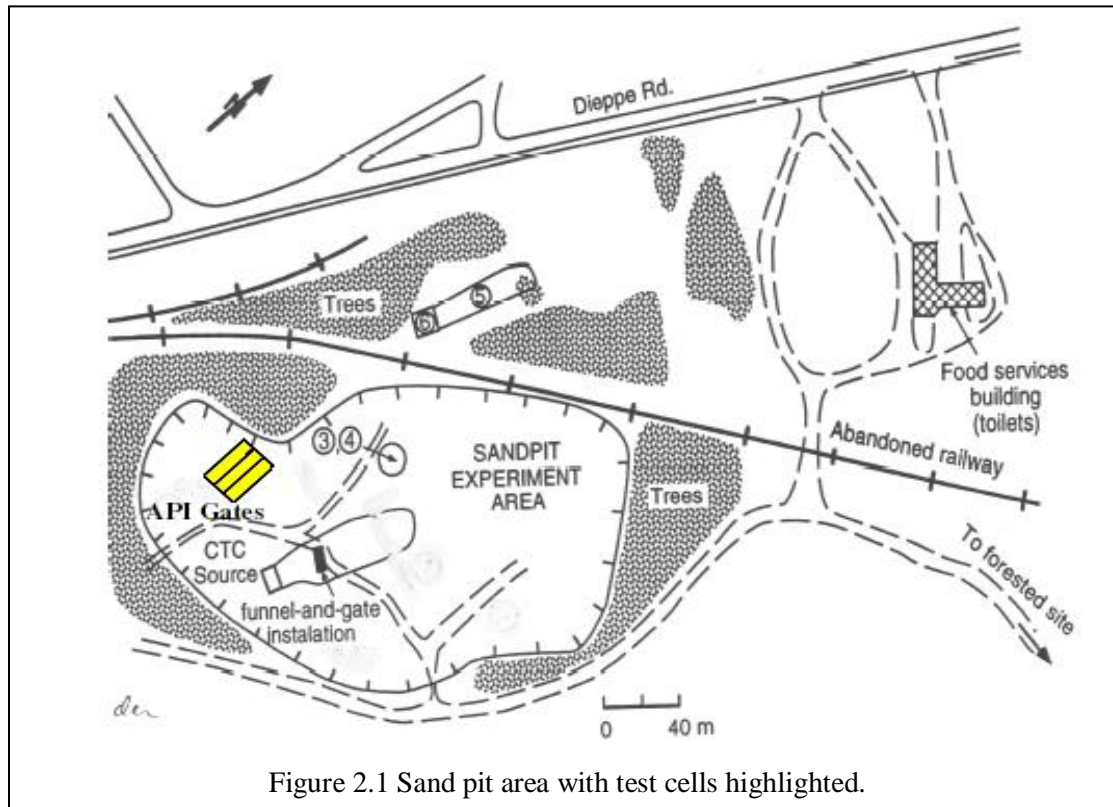 Dieppe Rd.
Trees
⑤
⑥
Food services
building
(toilets)
Abandoned railway
③,④
SANDPIT
EXPERIMENT
AREA
Trees
API Gates
CTC
Source
funnel-and-gate
instalation
To forested site
0 40 m
Figure 2.1 Sand pit area with test cells highlighted.